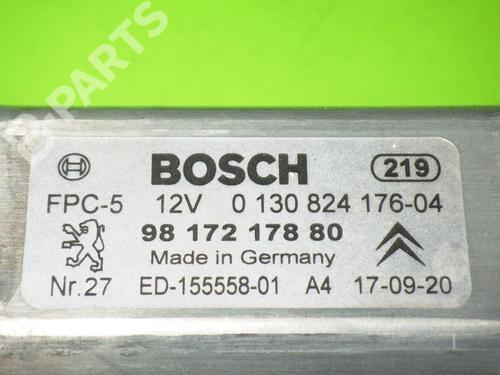 B-PARTS
BOSCH 219
FPC-5 12V 0 130 824 176-04
98 172 178 80
Made in Germany
Nr.27 ED-155558-01 A4 17-09-20